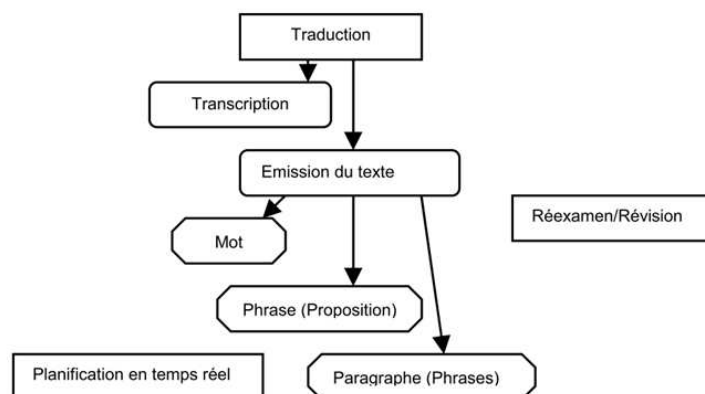 Traduction
Transcription
Emission du texte
Réexamen/Révision
Mot
Phrase (Proposition)
Planification en temps réel
Paragraphe (Phrases)